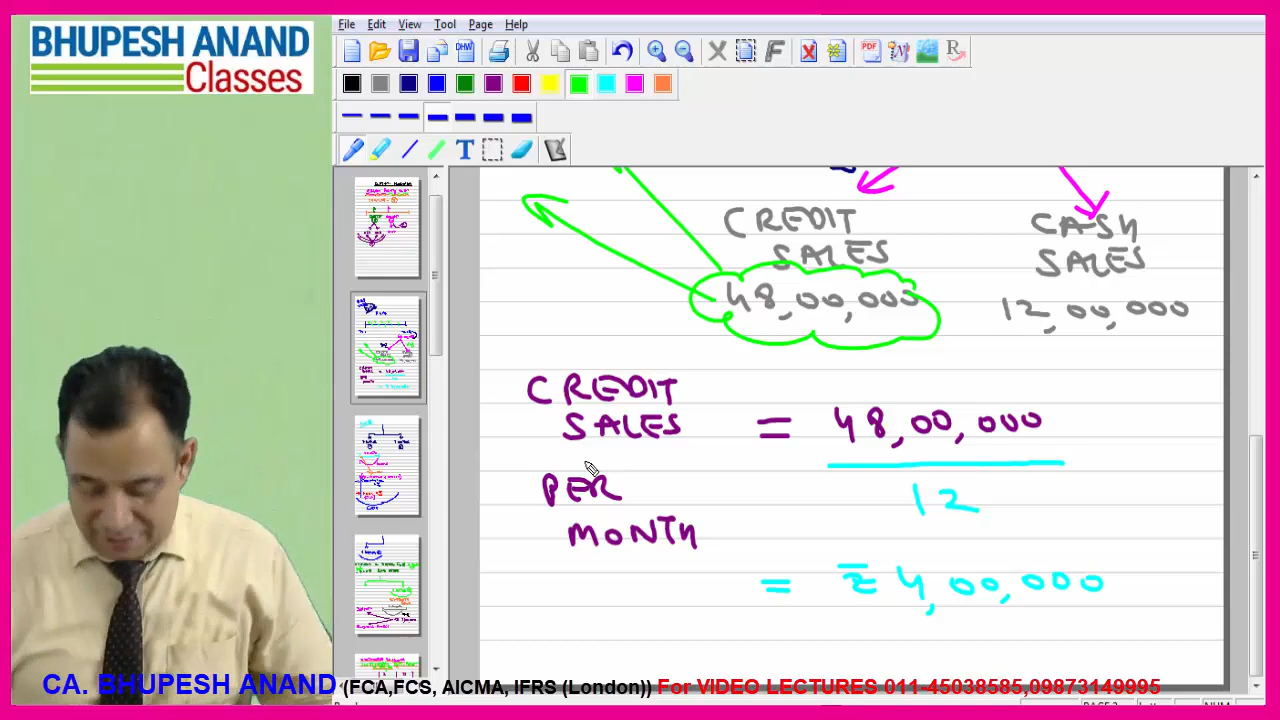 BHUPESH ANAND
Classes
File Edit View Tool Page Help
DHW PDF
T
CREDIT
SALES
48,00,000
CASH
SALES
12,00,000
CREDIT
SALES
PER
MONTH
= 48,00,000
12
= ₹ 4,00,000
CA. BHUPESH ANAND (FCA,FCS, AICMA, IFRS (London)) For VIDEO LECTURES 011-45038585,09873149995